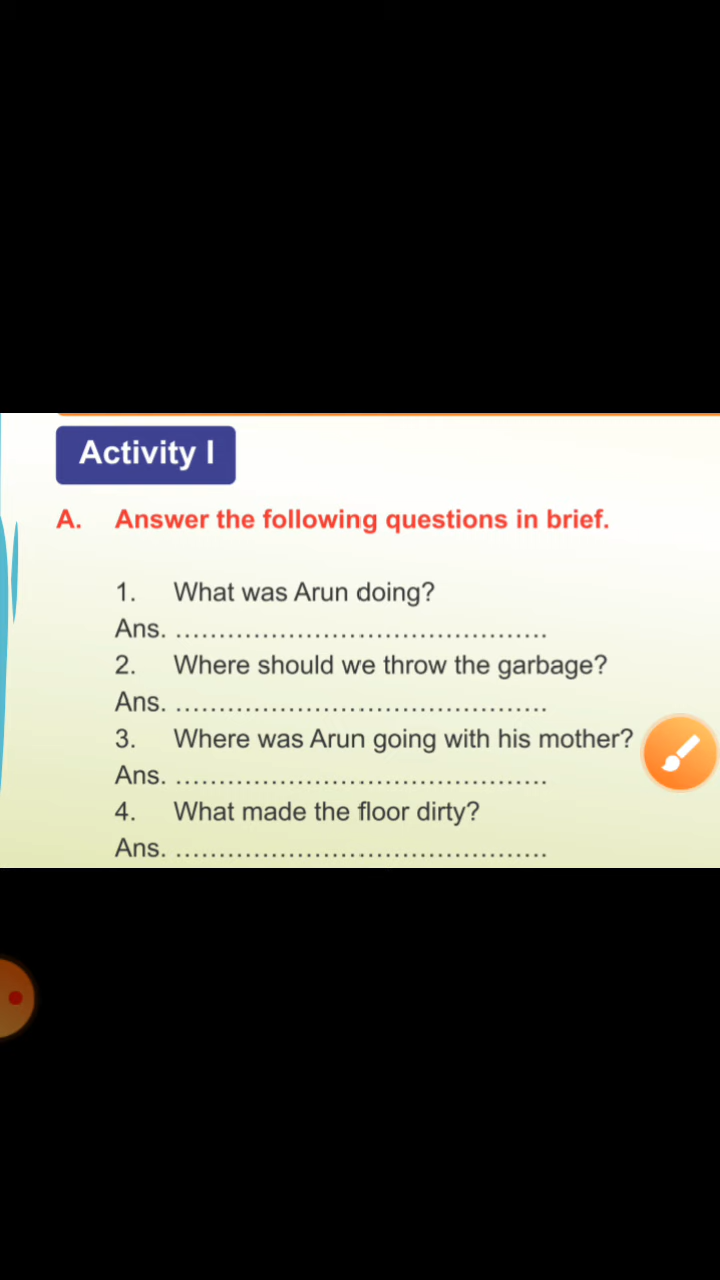 Activity I
A. Answer the following questions in brief.
1. What was Arun doing?
Ans. ...........................................
2. Where should we throw the garbage?
Ans. ...........................................
3. Where was Arun going with his mother?
Ans. ...........................................
4. What made the floor dirty?
Ans. ...........................................